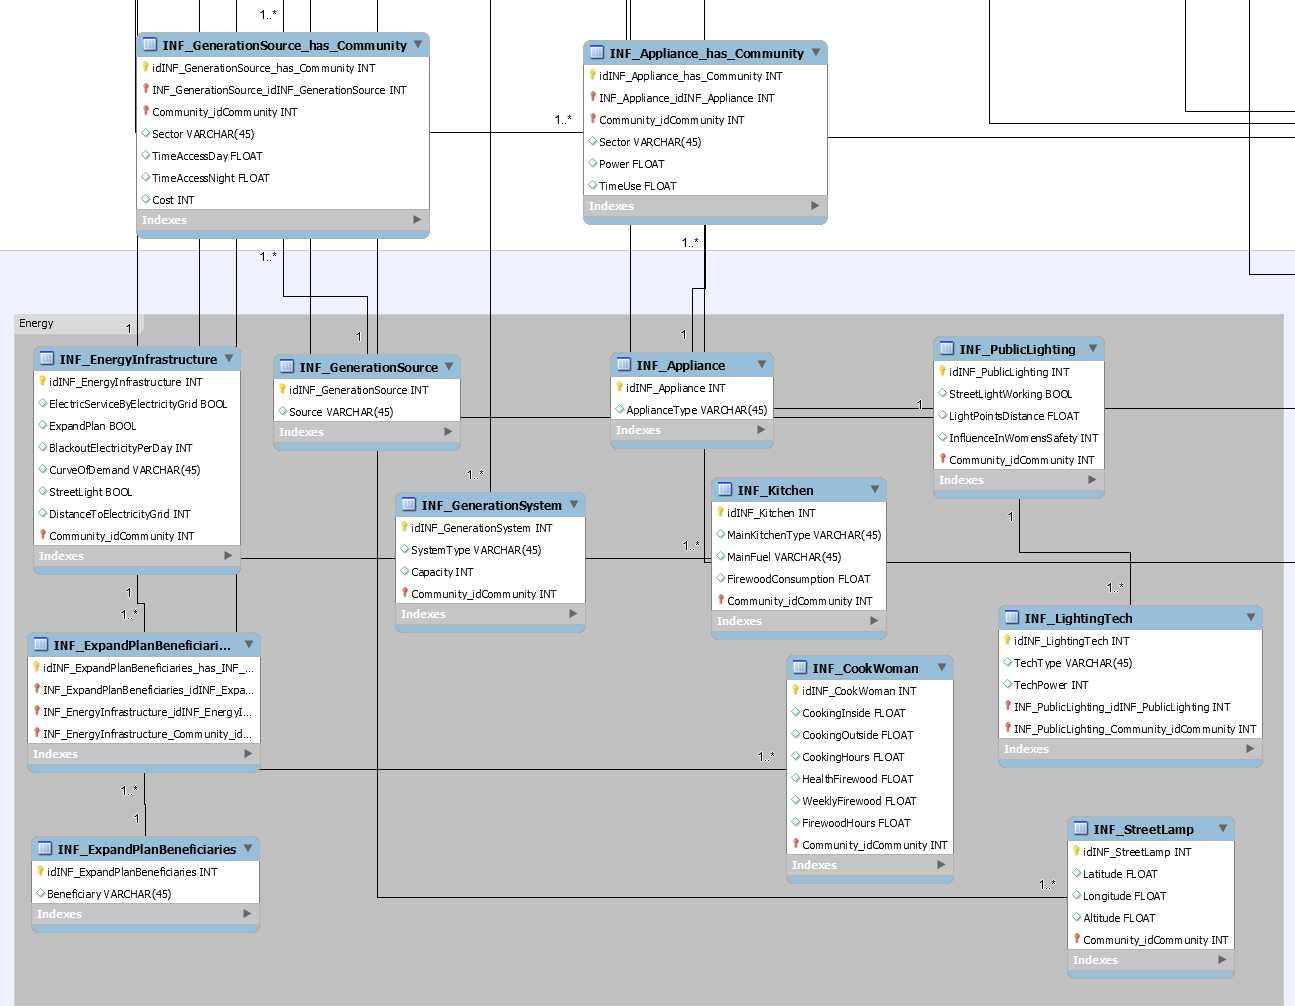 1..*
INF_GenerationSource_has_Community
idINF_GenerationSource_has_Community INT
INF_GenerationSource_idINF_GenerationSource INT
Community_idCommunity INT
Sector VARCHAR(45)
TimeAccessDay FLOAT
TimeAccessNight FLOAT
Cost INT
Indexes
1..*
INF_Appliance_has_Community
idINF_Appliance_has_Community INT
INF_Appliance_idINF_Appliance INT
Community_idCommunity INT
Sector VARCHAR(45)
Power FLOAT
TimeUse FLOAT
Indexes
1..*
1..*
Energy
1
1
1
INF_EnergyInfrastructure
idINF_EnergyInfrastructure INT
ElectricServiceByElectricityGrid BOOL
ExpandPlan BOOL
BlackoutElectricityPerDay INT
CurveOfDemand VARCHAR(45)
StreetLight BOOL
DistanceToElectricityGrid INT
Community_idCommunity INT
Indexes
INF_GenerationSource
idINF_GenerationSource INT
Source VARCHAR(45)
Indexes
INF_Appliance
idINF_Appliance INT
ApplianceType VARCHAR(45)
Indexes
1
INF_PublicLighting
idINF_PublicLighting INT
StreetLightWorking BOOL
LightPointsDistance FLOAT
InfluenceInWomensSafety INT
Community_idCommunity INT
Indexes
1..*
INF_GenerationSystem
idINF_GenerationSystem INT
SystemType VARCHAR(45)
Capacity INT
Community_idCommunity INT
Indexes
1..*
INF_Kitchen
idINF_Kitchen INT
MainKitchenType VARCHAR(45)
MainFuel VARCHAR(45)
FirewoodConsumption FLOAT
Community_idCommunity INT
Indexes
1
1..*
1
1..*
INF_ExpandPlanBeneficiari...
idINF_ExpandPlanBeneficiaries_has_INF_...
INF_ExpandPlanBeneficiaries_idINF_Expa...
INF_EnergyInfrastructure_idINF_EnergyI...
INF_EnergyInfrastructure_Community_id...
Indexes
INF_LightingTech
idINF_LightingTech INT
TechType VARCHAR(45)
TechPower INT
INF_PublicLighting_idINF_PublicLighting INT
INF_PublicLighting_Community_idCommunity INT
Indexes
1..*
INF_CookWoman
idINF_CookWoman INT
CookingInside FLOAT
CookingOutside FLOAT
CookingHours FLOAT
HealthFirewood FLOAT
WeeklyFirewood FLOAT
FirewoodHours FLOAT
Community_idCommunity INT
Indexes
1..*
1
INF_ExpandPlanBeneficiaries
idINF_ExpandPlanBeneficiaries INT
Beneficiary VARCHAR(45)
Indexes
1..*
INF_StreetLamp
idINF_StreetLamp INT
Latitude FLOAT
Longitude FLOAT
Altitude FLOAT
Community_idCommunity INT
Indexes